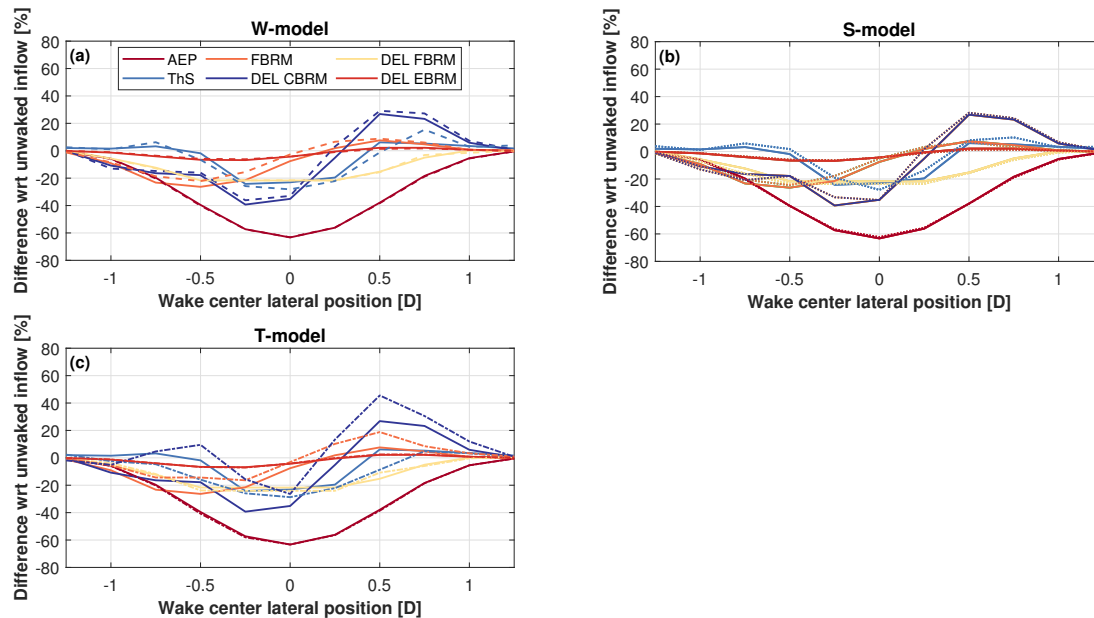 W-model
(a)
AEP FBRM DEL FBRM
ThS DEL CBRM DEL EBRM
Difference wrt unwaked inflow [%]
80
60
40
20
0
-20
-40
-60
-80
-1 -0.5 0 0.5 1
Wake center lateral position [D]
S-model
(b)
Difference wrt unwaked inflow [%]
80
60
40
20
0
-20
-40
-60
-80
-1 -0.5 0 0.5 1
Wake center lateral position [D]
T-model
(c)
Difference wrt unwaked inflow [%]
80
60
40
20
0
-20
-40
-60
-80
-1 -0.5 0 0.5 1
Wake center lateral position [D]